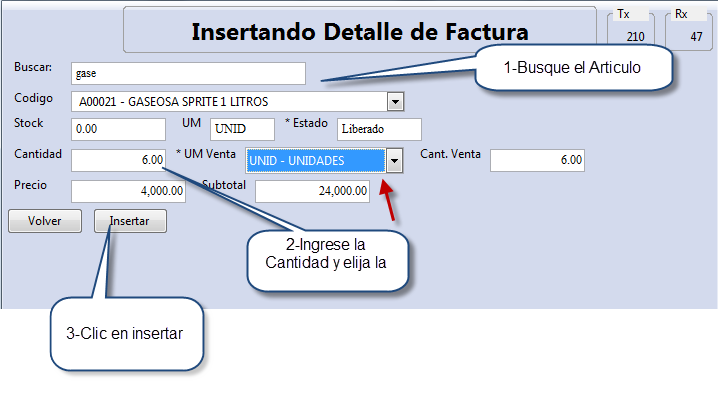 Insertando Detalle de Factura
Tx
Rx
210
47
Buscar:
gase
1-Busque el Articulo
Codigo
A00021 - GASEOSA SPRITE 1 LITROS
Stock
0.00
UM
UNID
* Estado
Liberado
Cantidad
6.00
* UM Venta
UNID - UNIDADES
Cant. Venta
6.00
Precio
4,000.00
Subtotal
24,000.00
Volver
Insertar
2-Ingrese la
Cantidad y elija la
3-Clic en insertar